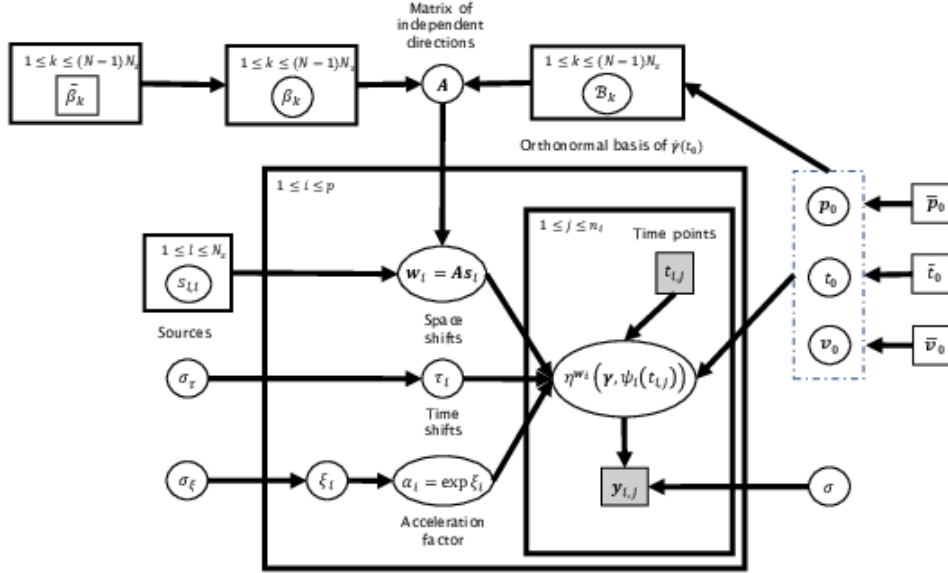 Matrix of
independent
directions
1 ≤ k ≤ (N − 1)N_s
β̄_k
1 ≤ k ≤ (N − 1)N_s
β_k
A
1 ≤ k ≤ (N − 1)N_s
ℬ_k
Orthonormal basis of γ̇(t_0)
1 ≤ i ≤ p
p_0
p̄_0
1 ≤ j ≤ n_i
Time points
1 ≤ l ≤ N_s
s_{l,i}
Sources
w_i = As_i
Space
shifts
t_{i,j}
t_0
t̄_0
v_0
v̄_0
σ_τ
τ_i
Time
shifts
η^{w_i}(γ, ψ_i(t_{i,j}))
σ_ξ
ξ_i
α_i = exp ξ_i
Acceleration
factor
y_{i,j}
σ